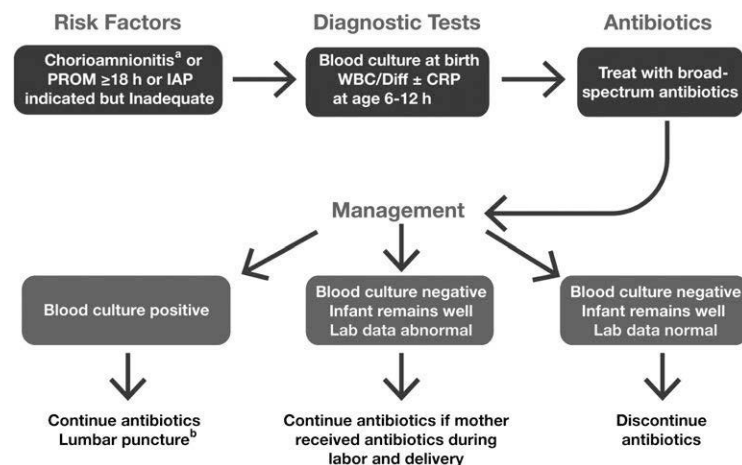 Risk Factors
Diagnostic Tests
Antibiotics
Chorioamnionitisᵃ or
PROM ≥18 h or IAP
indicated but Inadequate
Blood culture at birth
WBC/Diff ± CRP
at age 6-12 h
Treat with broad-
spectrum antibiotics
Management
Blood culture positive
Blood culture negative
Infant remains well
Lab data abnormal
Blood culture negative
Infant remains well
Lab data normal
Continue antibiotics
Lumbar punctureᵇ
Continue antibiotics if mother
received antibiotics during
labor and delivery
Discontinue
antibiotics